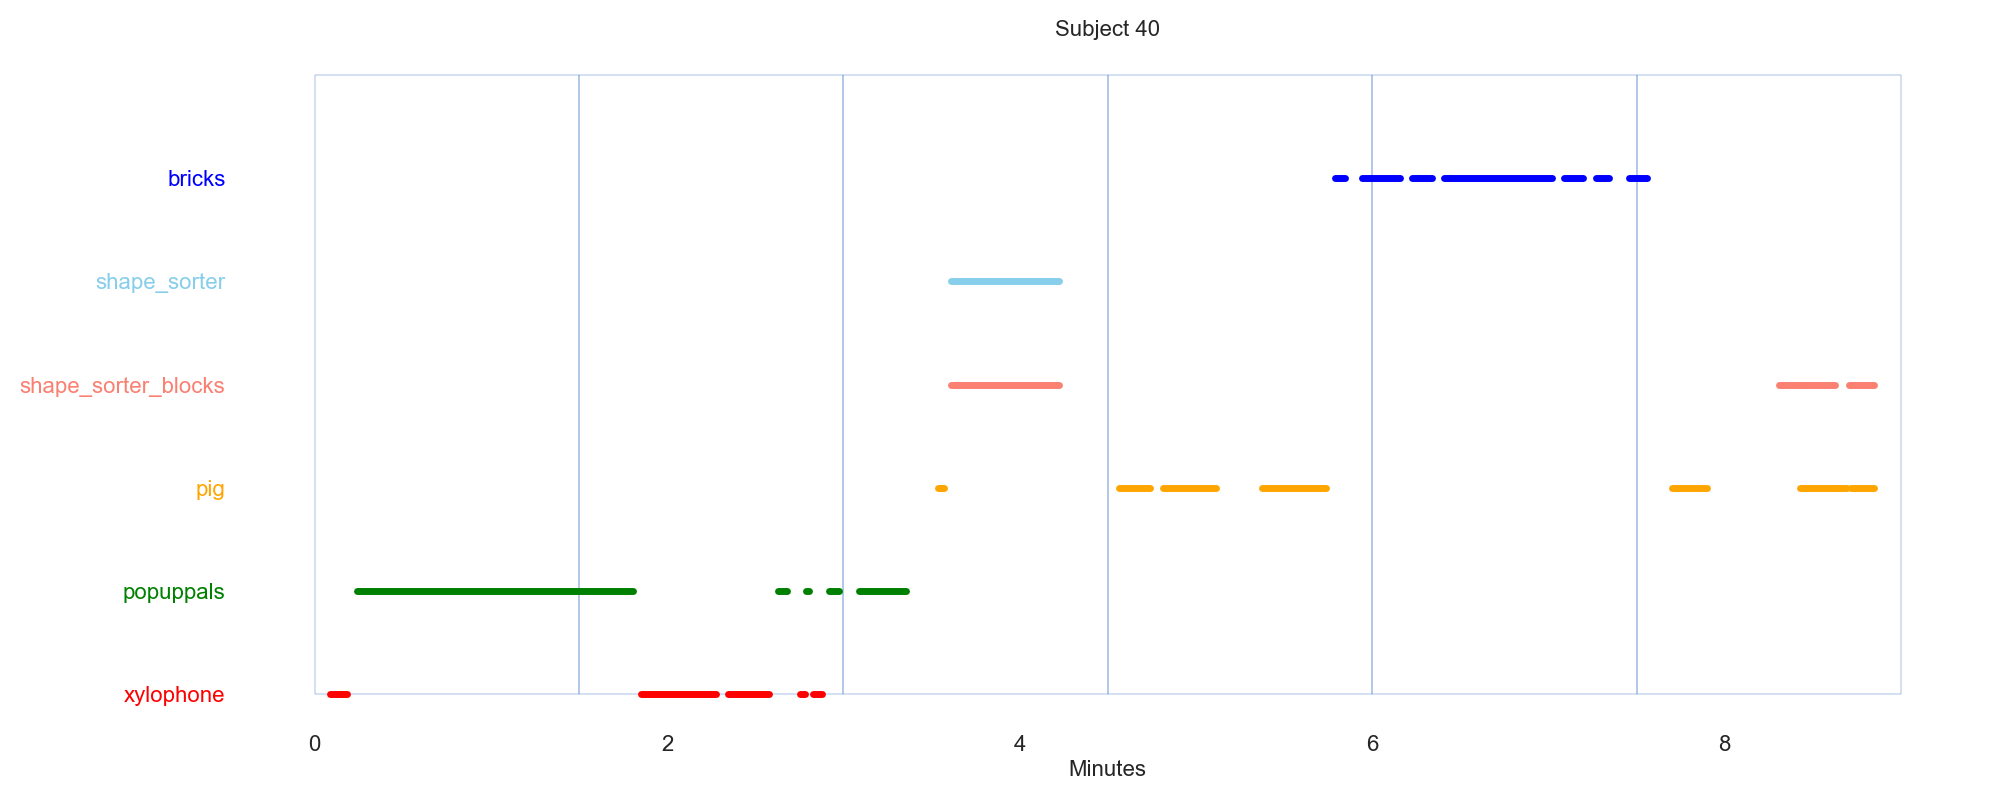 Subject 40
bricks
shape_sorter
shape_sorter_blocks
pig
popuppals
xylophone
0 2 4 6 8
Minutes